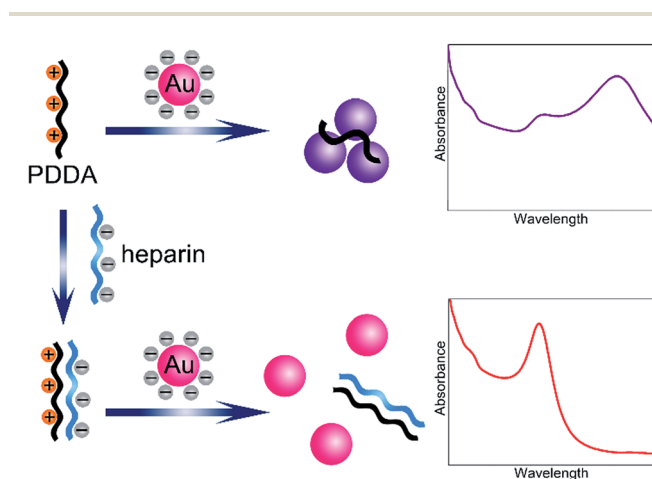 Au
PDDA
Absorbance
Wavelength
heparin
Au
Absorbance
Wavelength